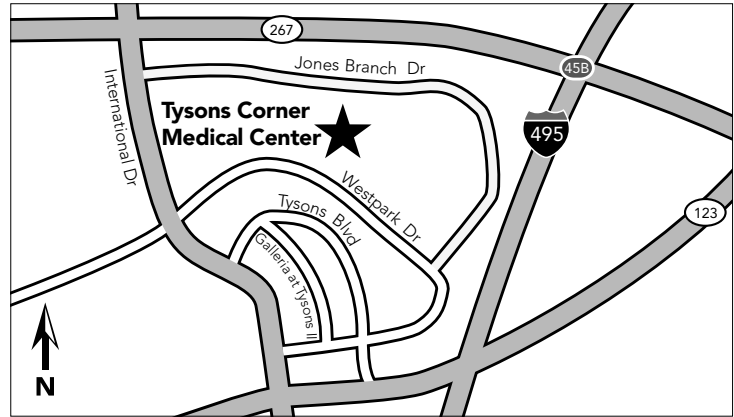 267
Jones Branch Dr
45B
International Dr
Tysons Corner
Medical Center
495
Westpark Dr
Tysons Blvd
Galleria at Tysons II
123
N